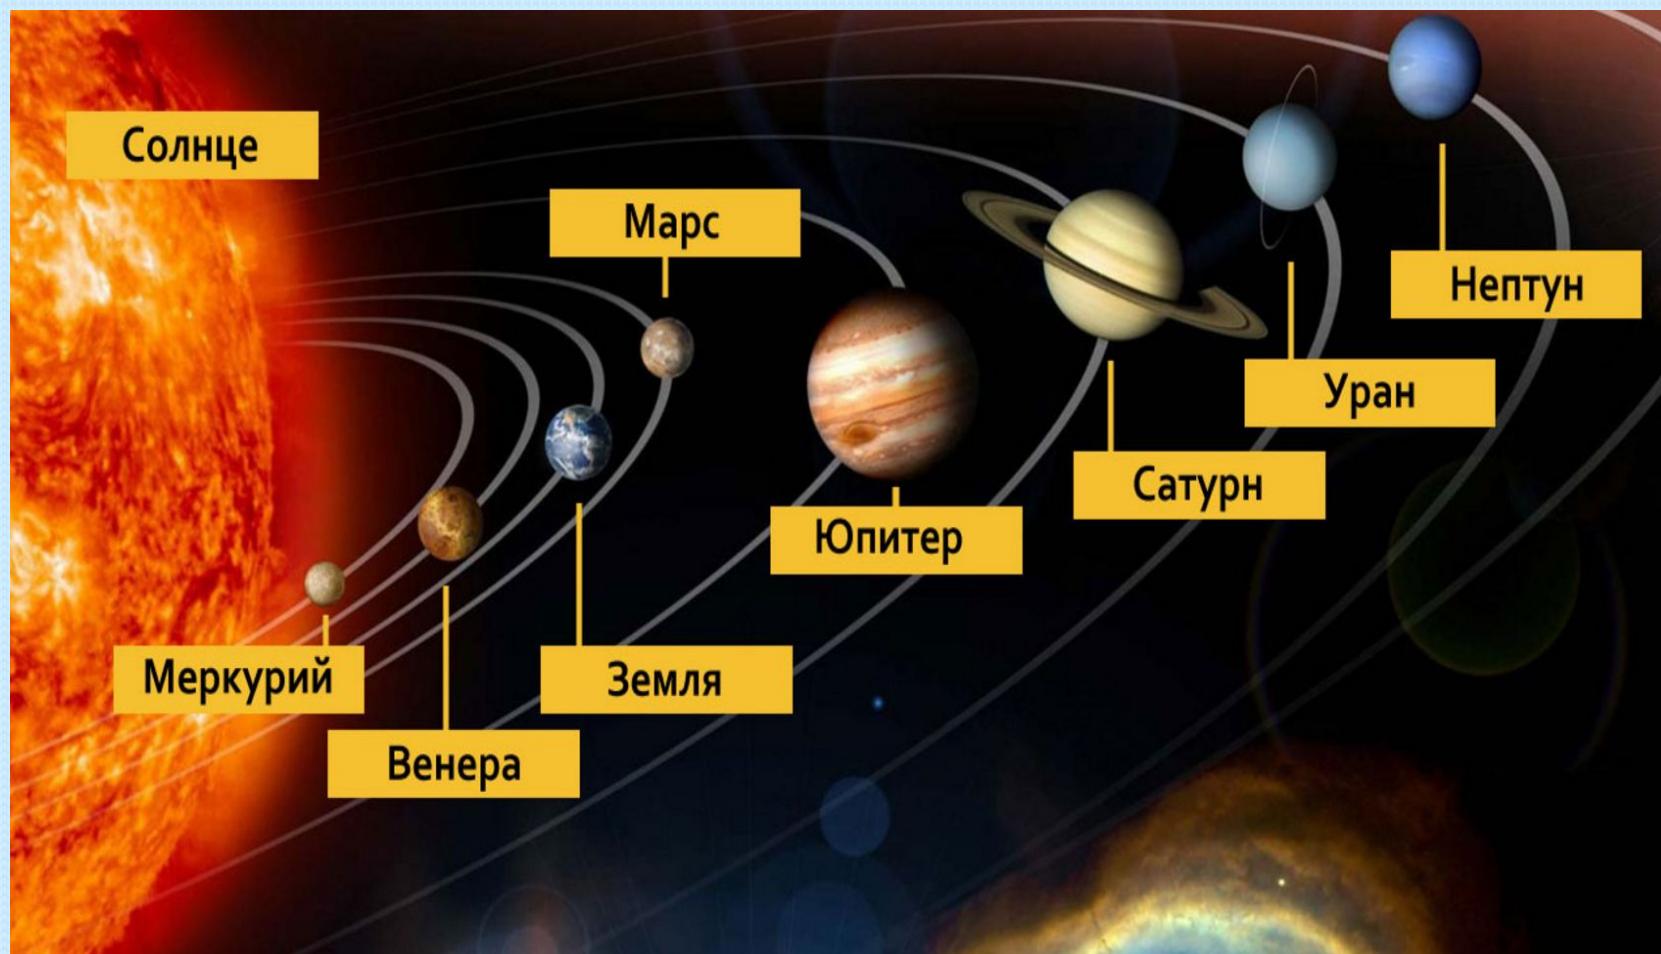 Солнце
Марс
Нептун
Уран
Сатурн
Юпитер
Меркурий
Земля
Венера